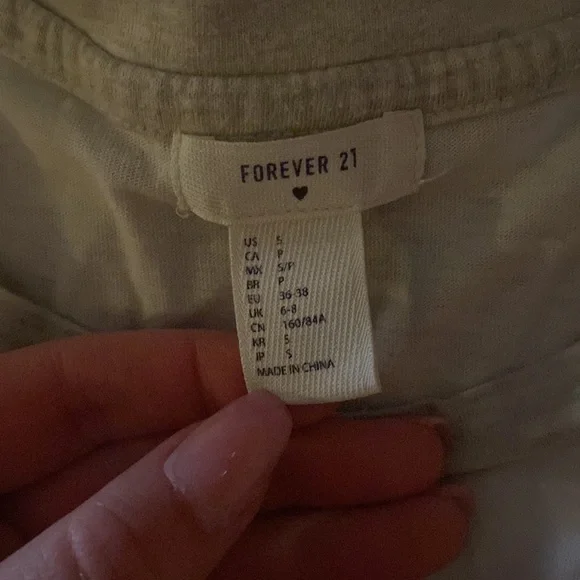 FOREVER 21
US S
CA P
MX S/P
BR P
EU 36-38
UK 6-8
CN 160/84A
KR S
JP S
MADE IN CHINA